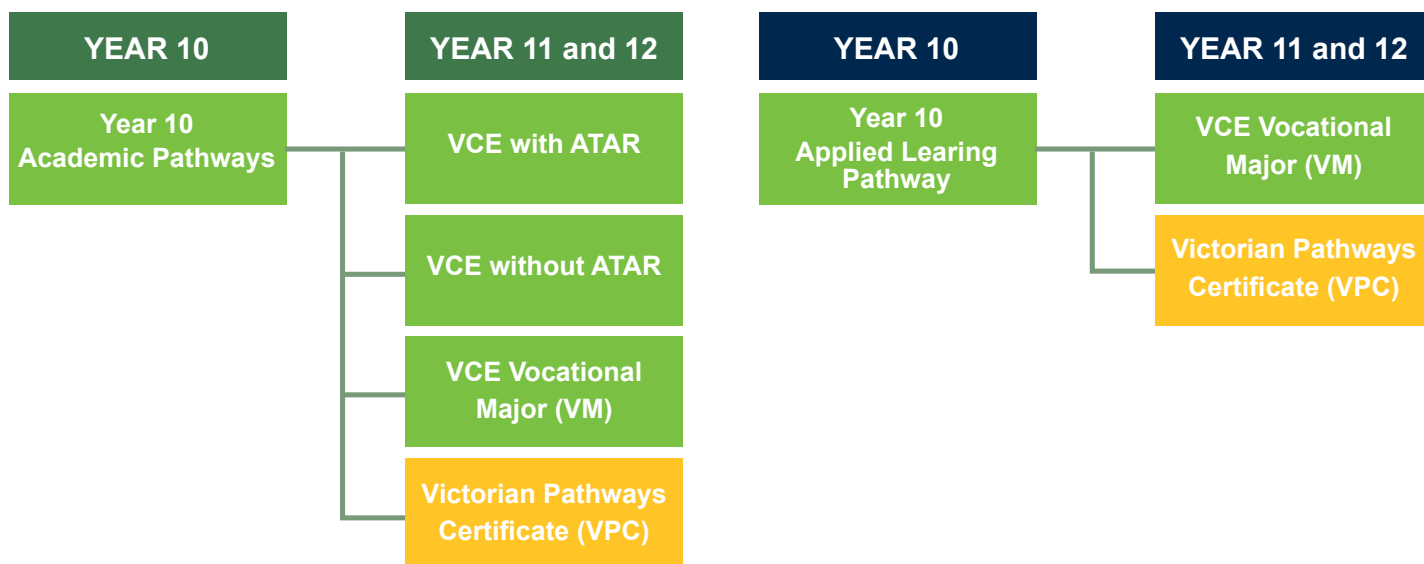 YEAR 10
Year 10
Academic Pathways
YEAR 11 and 12
VCE with ATAR
VCE without ATAR
VCE Vocational
Major (VM)
Victorian Pathways
Certificate (VPC)
YEAR 10
Year 10
Applied Learing
Pathway
YEAR 11 and 12
VCE Vocational
Major (VM)
Victorian Pathways
Certificate (VPC)